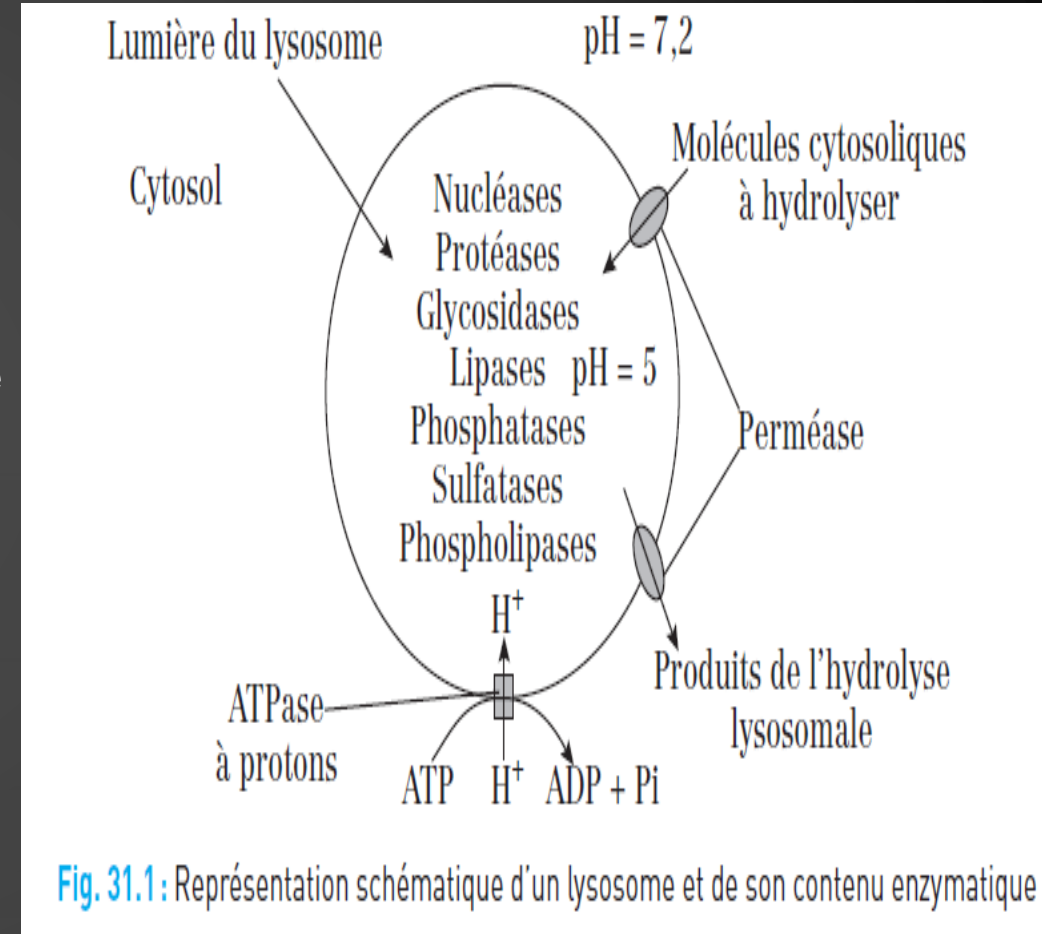 Lumière du lysosome
pH = 7,2
Molécules cytosoliques
à hydrolyser
Cytosol
Nucléases
Protéases
Glycosidases
Lipases pH = 5
Phosphatases
Sulfatases
Phospholipases
Perméase
H⁺
Produits de l'hydrolyse
lysosomale
ATPase
à protons
ATP H⁺ ADP + Pi
Fig. 31.1 : Représentation schématique d'un lysosome et de son contenu enzymatique